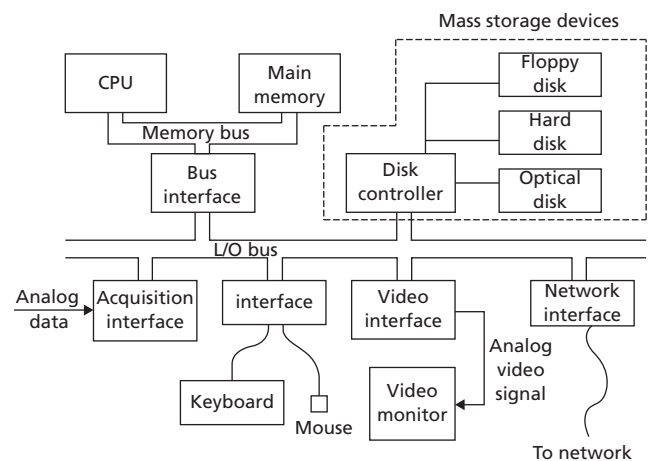 Mass storage devices
CPU
Main
memory
Floppy
disk
Hard
disk
Memory bus
Bus
interface
Disk
controller
Optical
disk
L/O bus
Analog
data
Acquisition
interface
interface
Video
interface
Network
interface
Analog
video
signal
Keyboard
Mouse
Video
monitor
To network